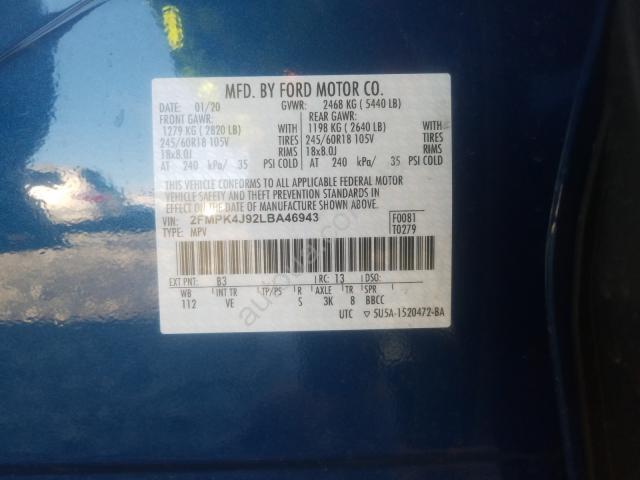 MFD. BY FORD MOTOR CO.
DATE: 01/20 GVWR: 2468 KG ( 5440 LB)
FRONT GAWR: REAR GAWR:
1279 KG ( 2820 LB) WITH 1198 KG ( 2640 LB) WITH
245/60R18 105V TIRES 245/60R18 105V TIRES
18x8.0J RIMS 18x8.0J RIMS
AT 240 kPa/ 35 PSI COLD AT 240 kPa/ 35 PSI COLD
THIS VEHICLE CONFORMS TO ALL APPLICABLE FEDERAL MOTOR
VEHICLE SAFETY AND THEFT PREVENTION STANDARDS IN
EFFECT ON THE DATE OF MANUFACTURE SHOWN ABOVE.
VIN: 2FMPK4J92LBA46943 F0081
TYPE: MPV T0279
EXT PNT: B3 RC: 13 DSO:
WB INT TR TP/PS R AXLE TR SPR
112 VE S 3K 8 BBCC
UTC ▽ 5U5A-1520472-BA